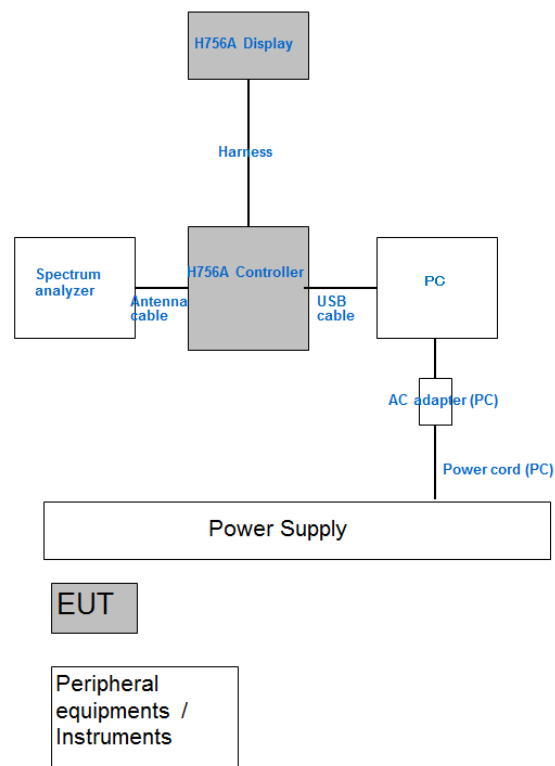 H756A Display
Harness
Spectrum
analyzer
H756A Controller
PC
Antenna
cable
USB
cable
AC adapter (PC)
Power cord (PC)
Power Supply
EUT
Peripheral
equipments /
Instruments